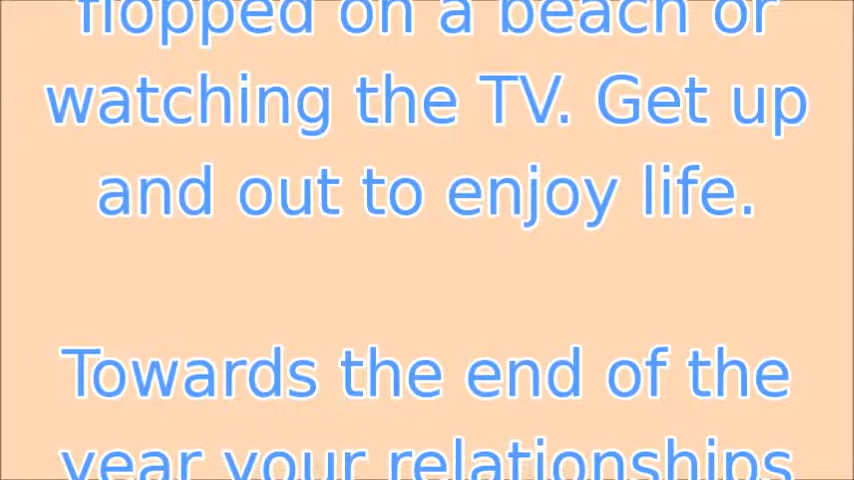 flopped on a beach or
watching the TV. Get up
and out to enjoy life.
Towards the end of the
year your relationships